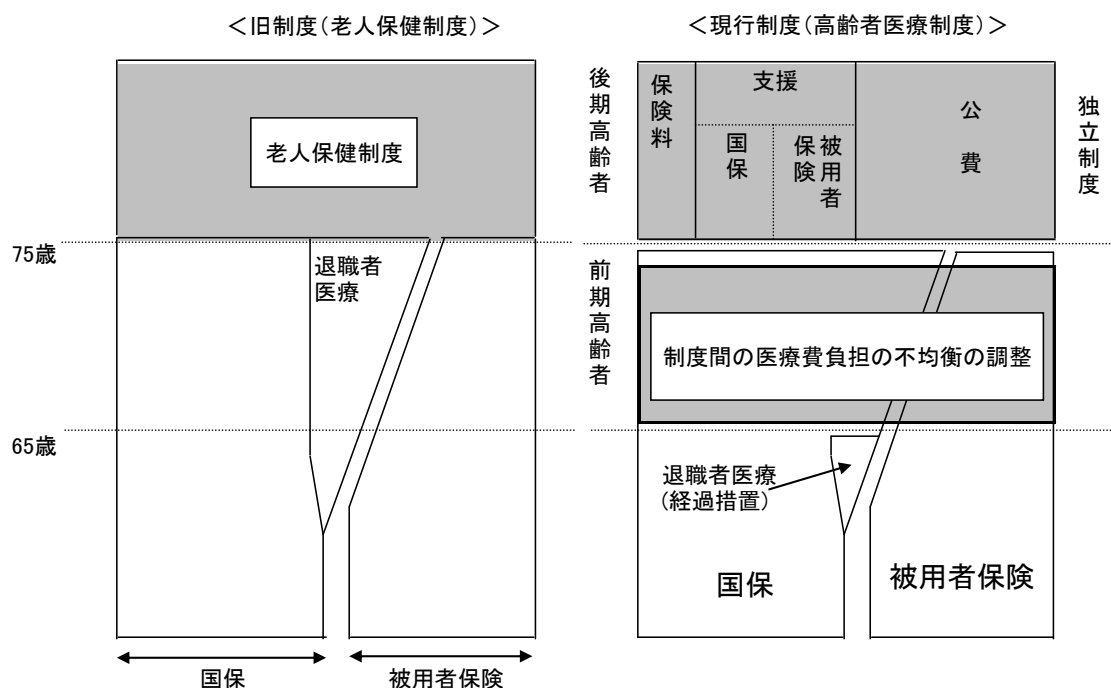 ＜旧制度(老人保健制度)＞
老人保健制度
75歳
退職者
医療
65歳
国保
被用者保険
＜現行制度(高齢者医療制度)＞
後期高齢者
保険料
支援
国保
被用者
保険
公費
独立制度
前期高齢者
制度間の医療費負担の不均衡の調整
退職者医療
(経過措置)
国保
被用者保険